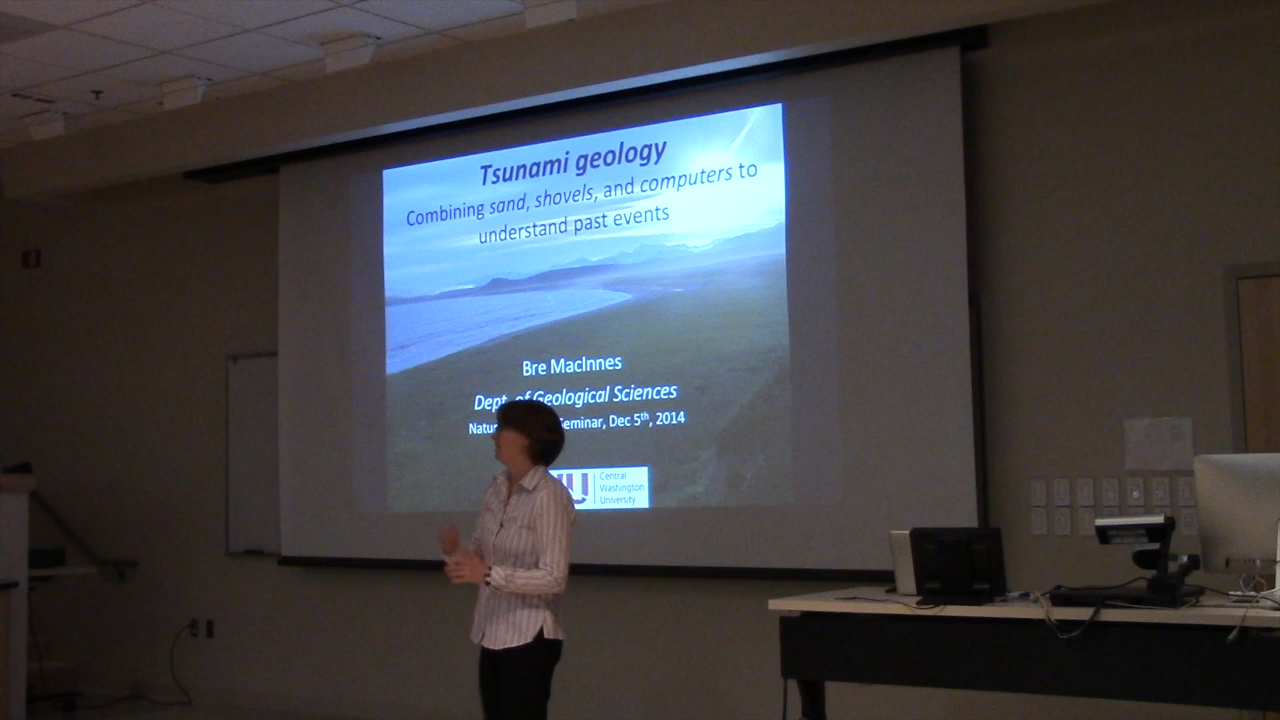 Tsunami geology
Combining sand, shovels, and computers to
understand past events
Bre MacInnes
Dept. of Geological Sciences
Seminar, Dec 5th, 2014
U
Central
Washington
University